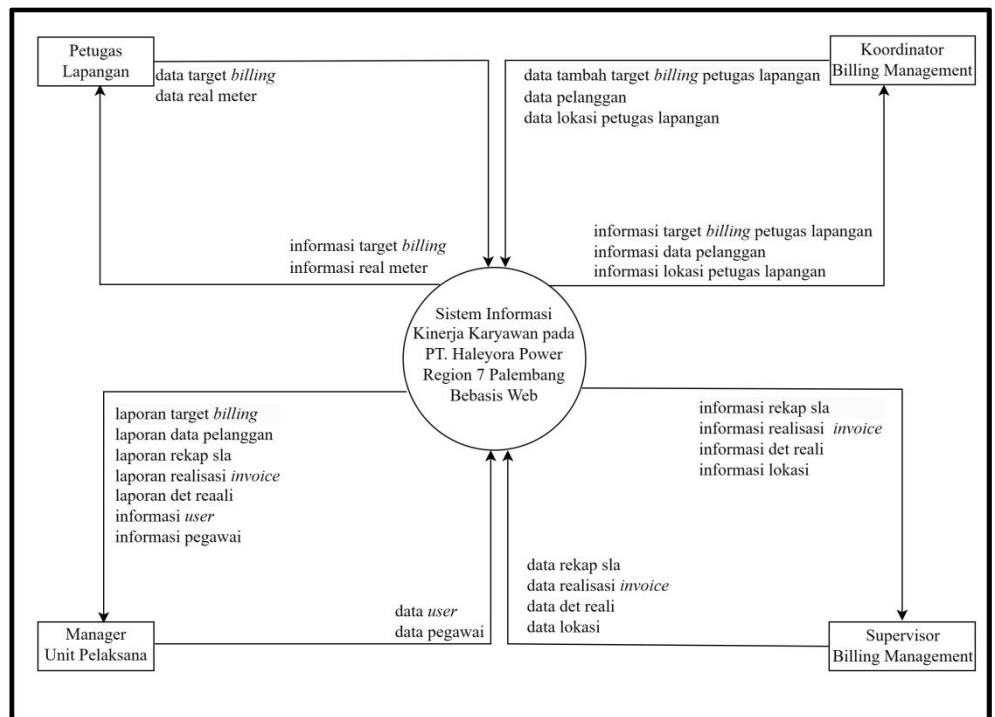 Petugas
Lapangan
data target billing
data real meter
Koordinator
Billing Management
data tambah target billing petugas lapangan
data pelanggan
data lokasi petugas lapangan
informasi target billing
informasi real meter
informasi target billing petugas lapangan
informasi data pelanggan
informasi lokasi petugas lapangan
Sistem Informasi
Kinerja Karyawan pada
PT. Haleyora Power
Region 7 Palembang
Bebasis Web
laporan target billing
laporan data pelanggan
laporan rekap sla
laporan realisasi invoice
laporan det reaali
informasi user
informasi pegawai
informasi rekap sla
informasi realisasi invoice
informasi det reali
informasi lokasi
data user
data pegawai
data rekap sla
data realisasi invoice
data det reali
data lokasi
Manager
Unit Pelaksana
Supervisor
Billing Management